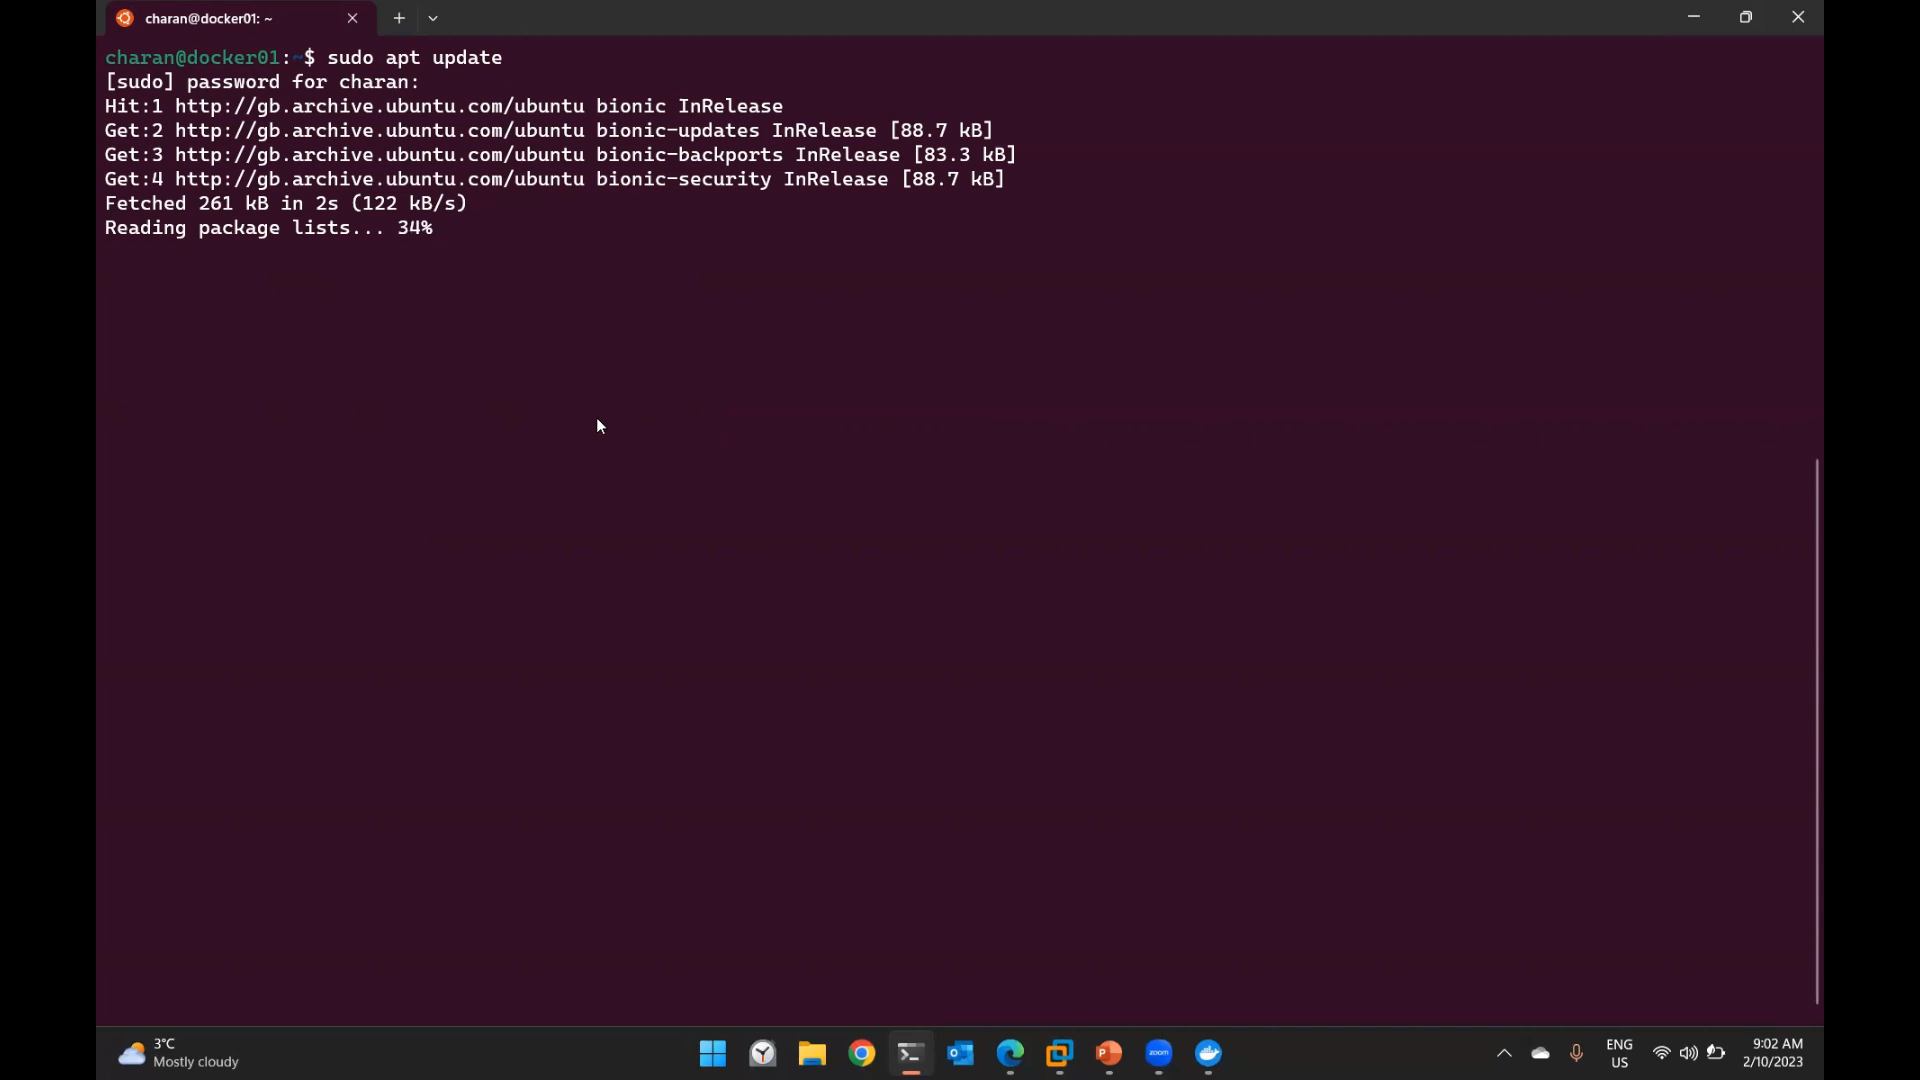 charan@docker01: ~
charan@docker01:~$ sudo apt update
[sudo] password for charan:
Hit:1 http://gb.archive.ubuntu.com/ubuntu bionic InRelease
Get:2 http://gb.archive.ubuntu.com/ubuntu bionic-updates InRelease [88.7 kB]
Get:3 http://gb.archive.ubuntu.com/ubuntu bionic-backports InRelease [83.3 kB]
Get:4 http://gb.archive.ubuntu.com/ubuntu bionic-security InRelease [88.7 kB]
Fetched 261 kB in 2s (122 kB/s)
Reading package lists... 34%
3°C
Mostly cloudy
zoom
ENG
US
9:02 AM
2/10/2023